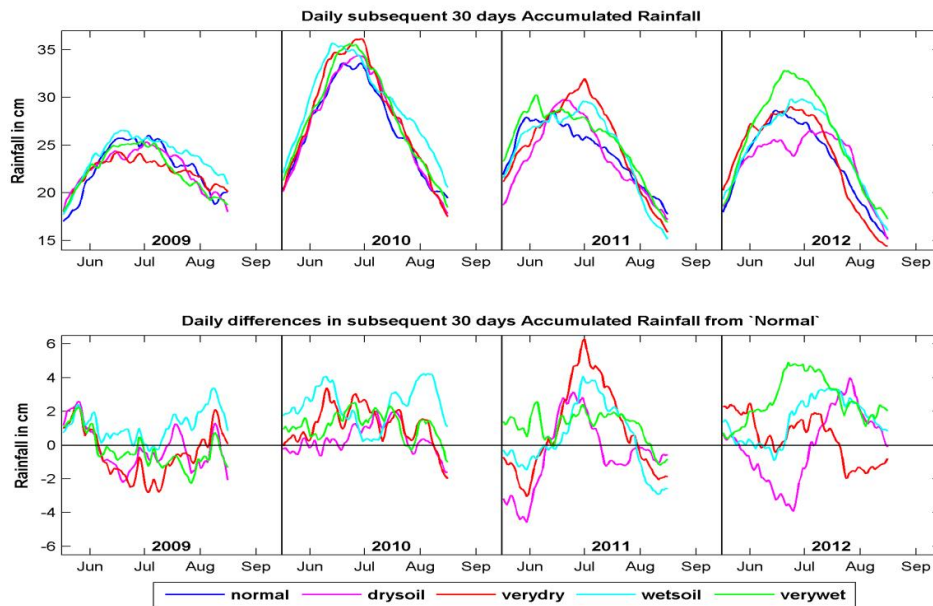 Daily subsequent 30 days Accumulated Rainfall
Rainfall in cm
35
30
25
20
15
2009 2010 2011 2012
Jun Jul Aug Sep Jun Jul Aug Sep Jun Jul Aug Sep Jun Jul Aug Sep
Daily differences in subsequent 30 days Accumulated Rainfall from `Normal`
Rainfall in cm
6
4
2
0
-2
-4
-6
2009 2010 2011 2012
Jun Jul Aug Sep Jun Jul Aug Sep Jun Jul Aug Sep Jun Jul Aug Sep
normal drysoil verydry wetsoil verywet